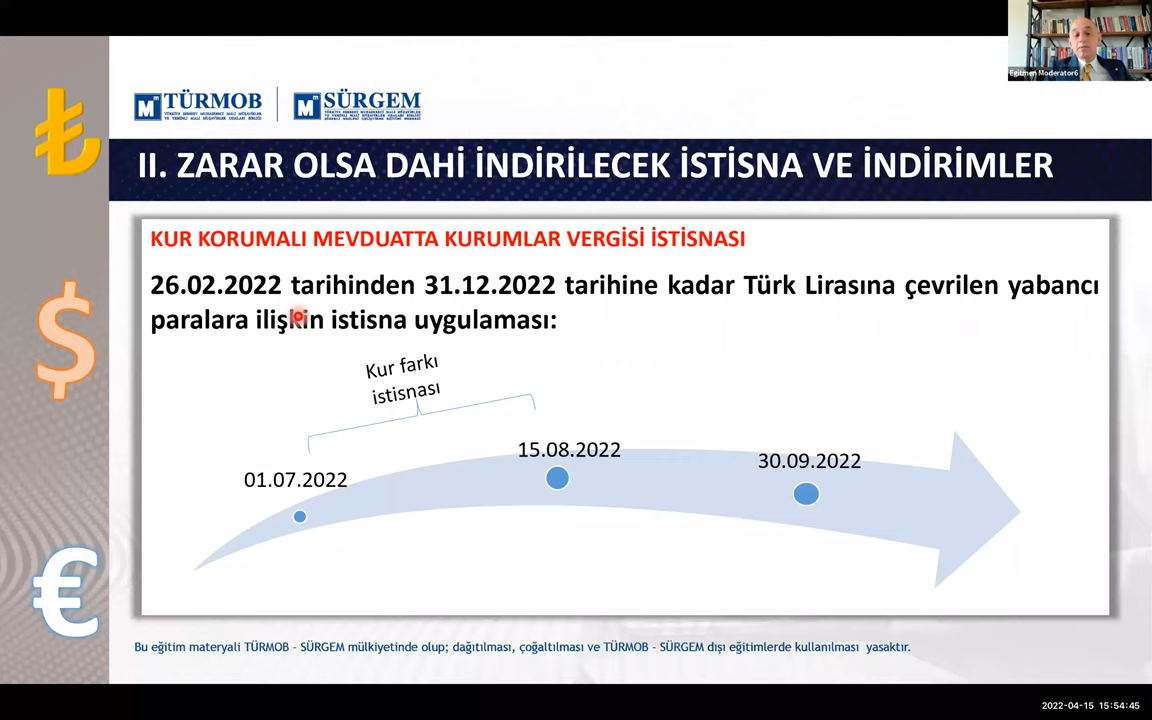 Egitmen Moderator6
TÜRMOB
SÜRGEM
II. ZARAR OLSA DAHİ İNDİRİLECEK İSTİSNA VE İNDİRİMLER
KUR KORUMALI MEVDUATTA KURUMLAR VERGİSİ İSTİSNASI
26.02.2022 tarihinden 31.12.2022 tarihine kadar Türk Lirasına çevrilen yabancı
paralara ilişkin istisna uygulaması:
Kur farkı
istisnası
01.07.2022
15.08.2022
30.09.2022
Bu eğitim materyali TÜRMOB - SÜRGEM mülkiyetinde olup; dağıtılması, çoğaltılması ve TÜRMOB - SÜRGEM dışı eğitimlerde kullanılması yasaktır.
2022-04-15 15:54:45